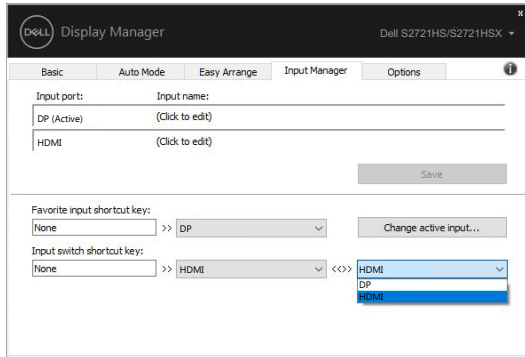 x
DELL Display Manager Dell S2721HS/S2721HSX
Basic Auto Mode Easy Arrange Input Manager Options
Input port: Input name:
DP (Active) (Click to edit)
HDMI (Click to edit)
Save
Favorite input shortcut key:
None >> DP Change active input...
Input switch shortcut key:
None >> HDMI <<>> HDMI
DP
HDMI